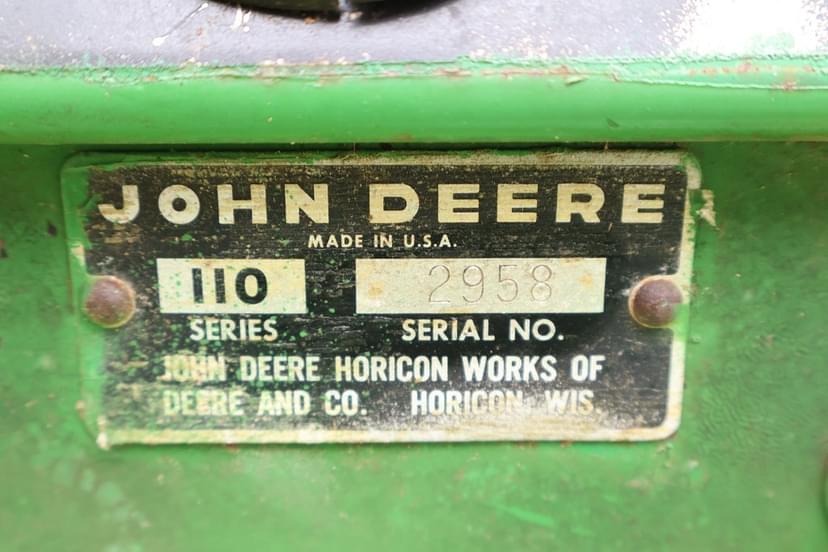 JOHN DEERE
MADE IN U.S.A.
110 2958
SERIES SERIAL NO.
JOHN DEERE HORICON WORKS OF
DEERE AND CO. HORICON, WIS.